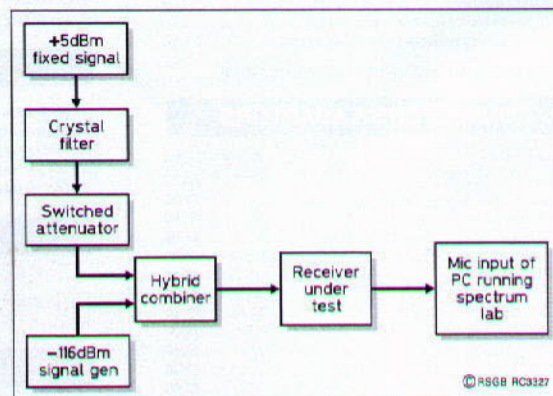 +5dBm
fixed signal
Crystal
filter
Switched
attenuator
Hybrid
combiner
Receiver
under
test
Mic input of
PC running
spectrum
lab
–116dBm
signal gen
© RSGB RC3327